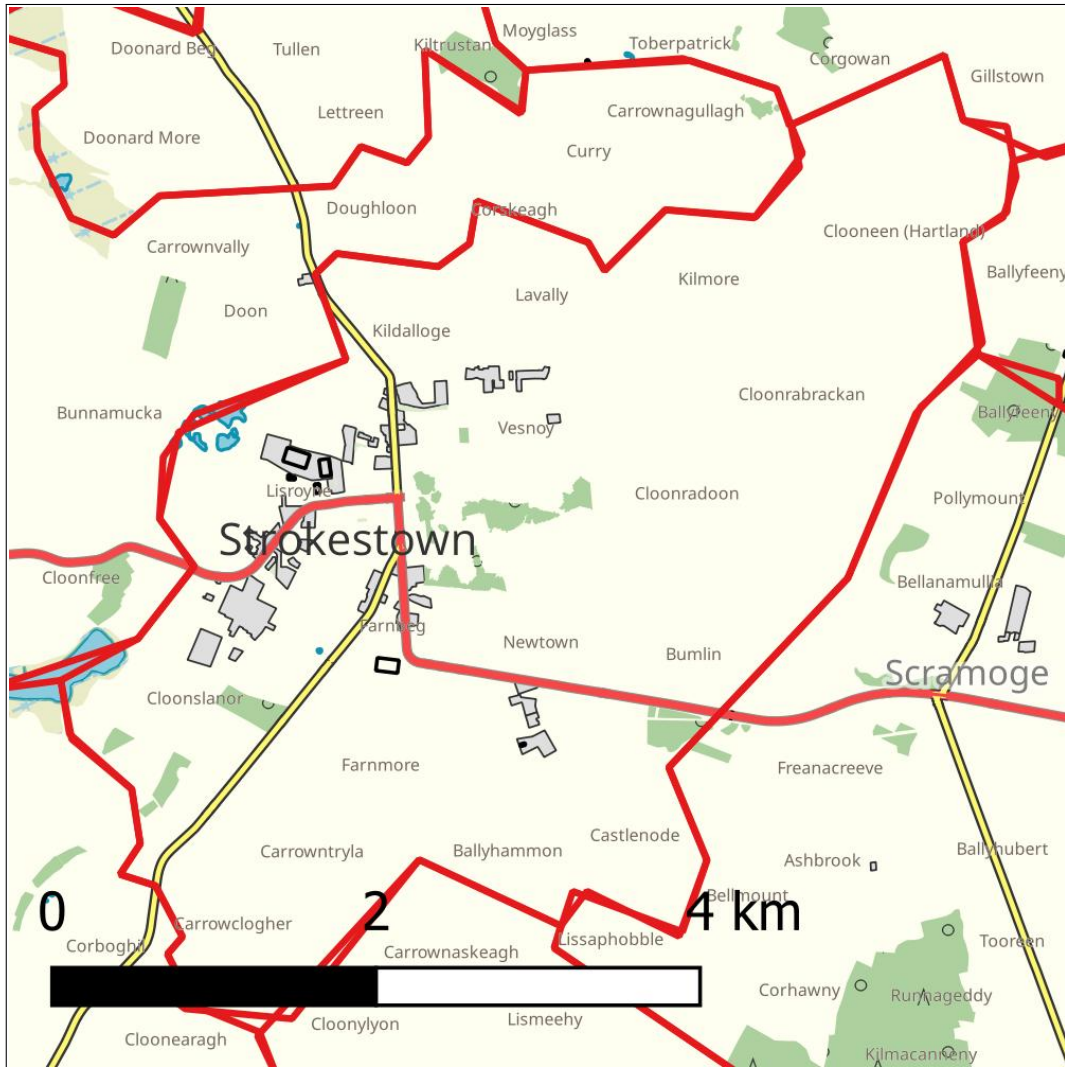 Moyglass
Doonard Beg
Tullen
Kiltrustan
Toberpatrick
Corgowan
Gillstown
Lettreen
Carrownagullagh
Doonard More
Curry
Doughloon
Corskeagh
Clooneen (Hartland)
Carrownvally
Kilmore
Ballyfeeny
Lavally
Doon
Kildalloge
Cloonrabrackan
Bunnamucka
Ballyfeeny
Vesnoy
Lisroyne
Cloonradoon
Pollymount
Strokestown
Cloonfree
Bellanamullia
Farnbeg
Newtown
Bumlin
Scramoge
Cloonslanor
Farnmore
Freanacreeve
Castlenode
Carrowntryla
Ballyhammon
Ashbrook
Ballyhubert
Bellmount
0 2 4 km
Carrowclogher
Corboghil
Lissaphobble
Tooreen
Carrownaskeagh
Corhawny
Runnageddy
Cloonylyon
Lismeehy
Cloonearagh
Kilmacanneny